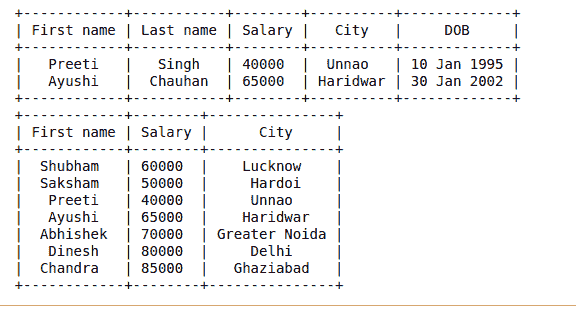 +------------+-----------+--------+----------+-------------+
| First name | Last name | Salary |   City   |     DOB     |
+------------+-----------+--------+----------+-------------+
|   Preeti   |   Singh   | 40000  |  Unnao   | 10 Jan 1995 |
|   Ayushi   |  Chauhan  | 65000  | Haridwar | 30 Jan 2002 |
+------------+-----------+--------+----------+-------------+
+------------+--------+---------------+
| First name | Salary |      City     |
+------------+--------+---------------+
|  Shubham   | 60000  |    Lucknow    |
|  Saksham   | 50000  |     Hardoi    |
|   Preeti   | 40000  |     Unnao     |
|   Ayushi   | 65000  |    Haridwar   |
|  Abhishek  | 70000  | Greater Noida |
|   Dinesh   | 80000  |     Delhi     |
|  Chandra   | 85000  |   Ghaziabad   |
+------------+--------+---------------+